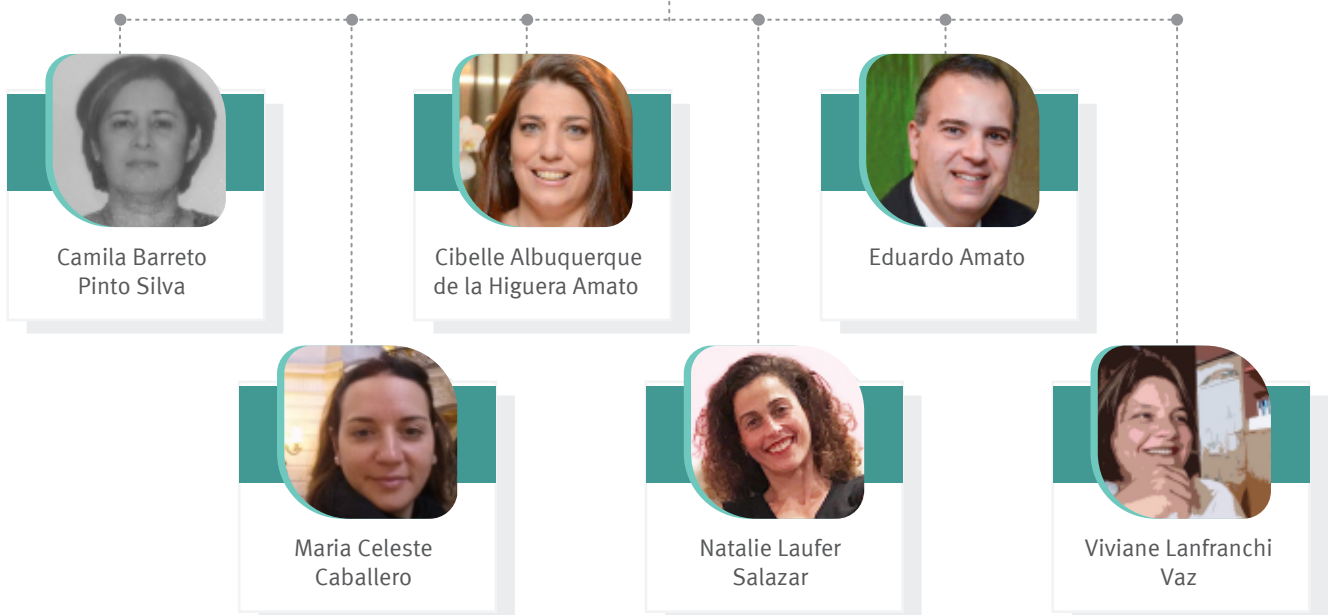 Camila Barreto
Pinto Silva
Cibelle Albuquerque
de la Higuera Amato
Eduardo Amato
Maria Celeste
Caballero
Natalie Laufer
Salazar
Viviane Lanfranchi
Vaz